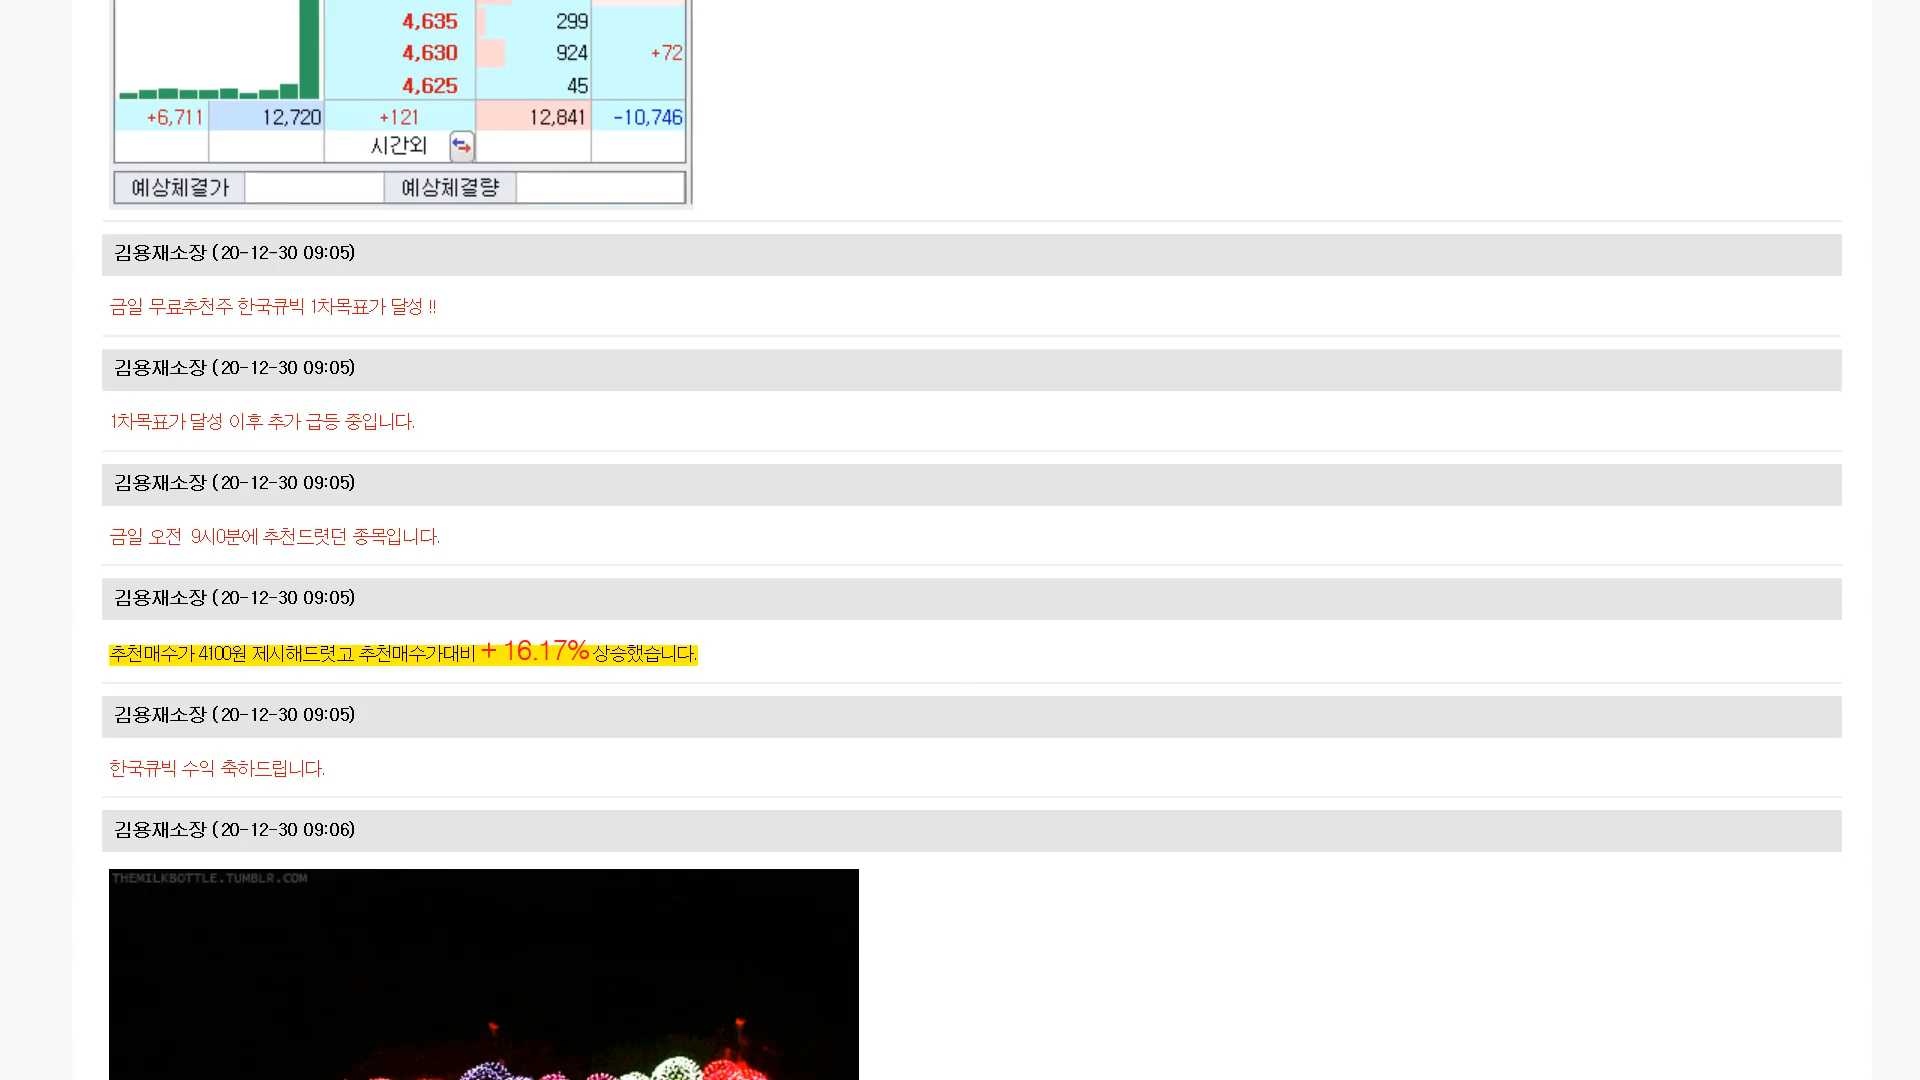 4,635 299
4,630 924 +72
4,625 45
+6,711 12,720 +121 12,841 -10,746
시간외
예상체결가 예상체결량
김용재소장 (20-12-30 09:05)
금일 무료추천주 한국큐빅 1차목표가 달성 !!
김용재소장 (20-12-30 09:05)
1차목표가 달성 이후 추가 급등 중입니다.
김용재소장 (20-12-30 09:05)
금일 오전 9시0분에 추천드렷던 종목입니다.
김용재소장 (20-12-30 09:05)
추천매수가 4100원 제시해드렷고 추천매수가대비 + 16.17% 상승했습니다.
김용재소장 (20-12-30 09:05)
한국큐빅 수익 축하드립니다.
김용재소장 (20-12-30 09:06)
THEMILKBOTTLE.TUMBLR.COM